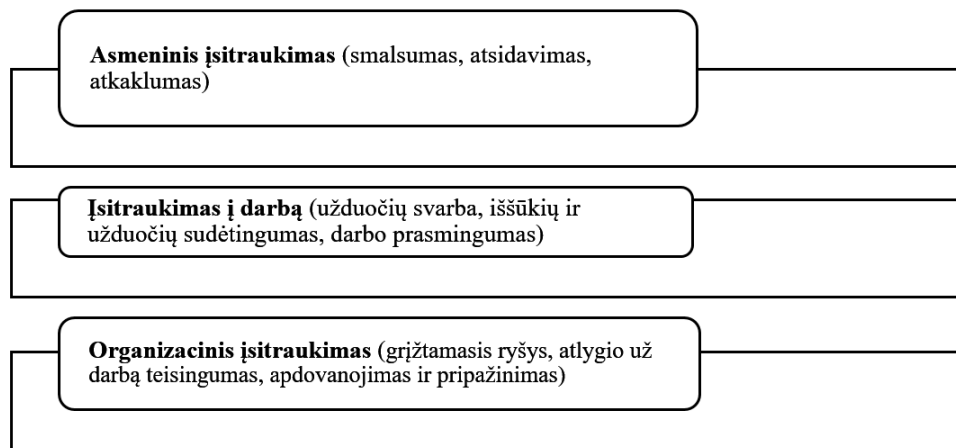 Asmeninis įsitraukimas (smalsumas, atsidavimas,
atkaklumas)
Įsitraukimas į darbą (užduočių svarba, iššūkių ir
užduočių sudėtingumas, darbo prasmingumas)
Organizacinis įsitraukimas (grįžtamasis ryšys, atlygio už
darbą teisingumas, apdovanojimas ir pripažinimas)